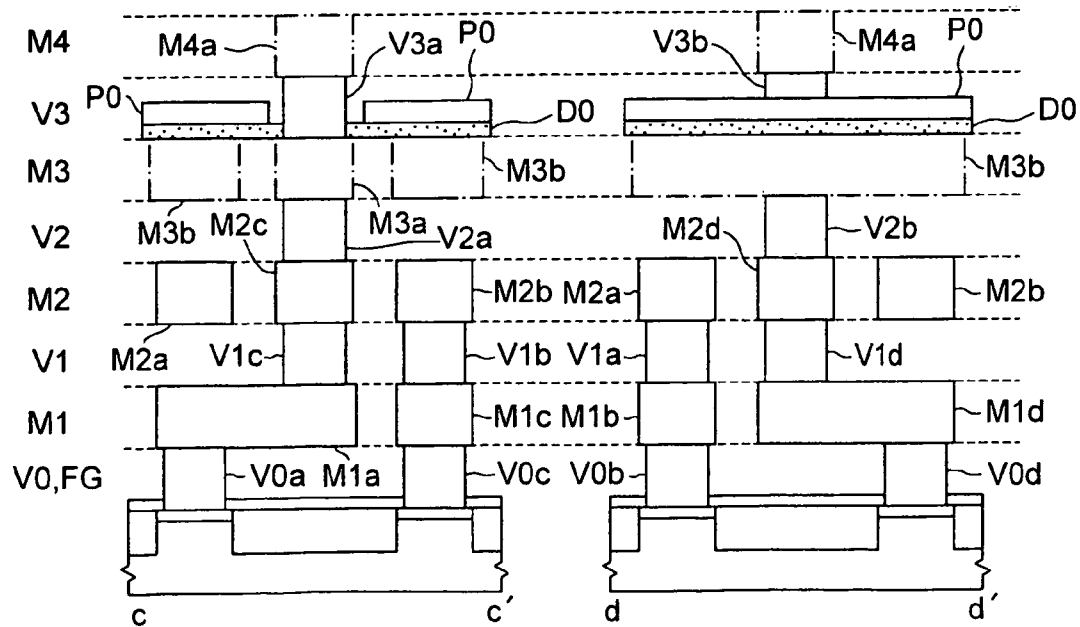 M4 M4a V3a P0 V3b M4a P0
V3 P0 D0 D0
M3 M3b M3b
M3b M2c M3a
V2 V2a M2d V2b
M2 M2b M2a M2b
M2a V1c V1b V1a V1d
V1
M1 M1c M1b M1d
V0,FG V0a M1a V0c V0b V0d
c c′ d d′